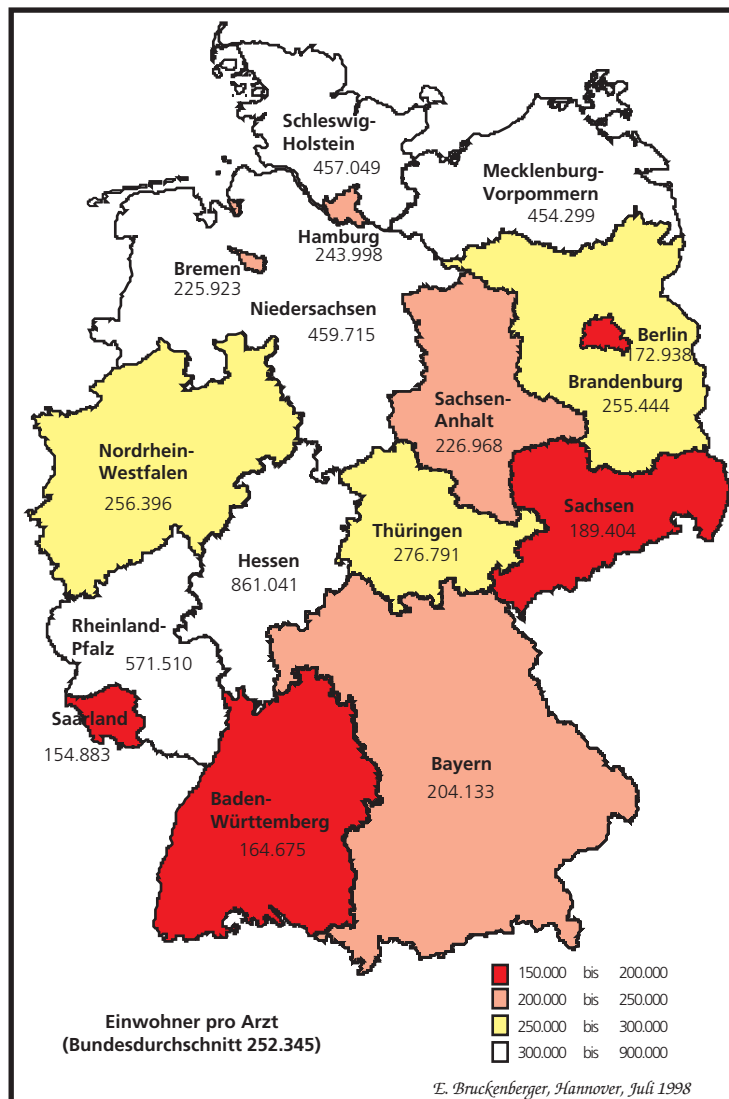 Schleswig-
Holstein
457.049
Mecklenburg-
Vorpommern
454.299
Hamburg
243.998
Bremen
225.923
Niedersachsen
459.715
Berlin
172.938
Brandenburg
255.444
Sachsen-
Anhalt
226.968
Nordrhein-
Westfalen
256.396
Sachsen
189.404
Thüringen
276.791
Hessen
861.041
Rheinland-
Pfalz
571.510
Saarland
154.883
Bayern
204.133
Baden-
Württemberg
164.675
150.000 bis 200.000
200.000 bis 250.000
250.000 bis 300.000
300.000 bis 900.000
Einwohner pro Arzt
(Bundesdurchschnitt 252.345)
E. Bruckenberger, Hannover, Juli 1998